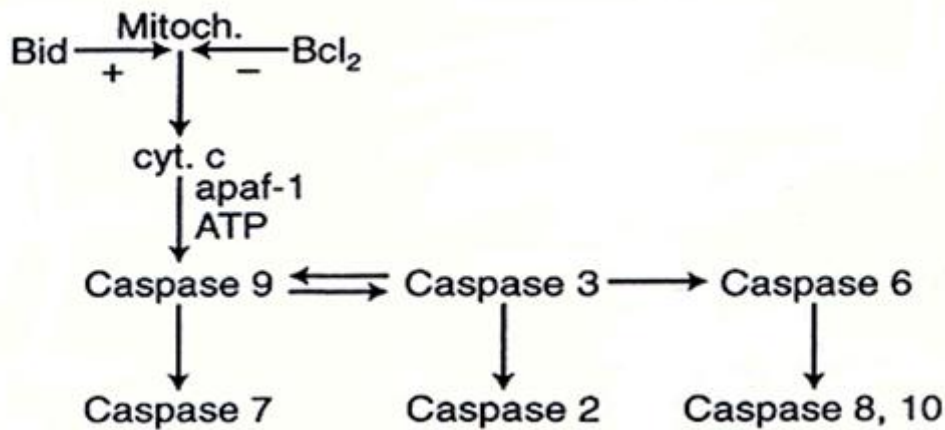 Mitoch.
Bid Bcl₂
+ −
cyt. c
apaf-1
ATP
Caspase 9 Caspase 3 Caspase 6
Caspase 7 Caspase 2 Caspase 8, 10